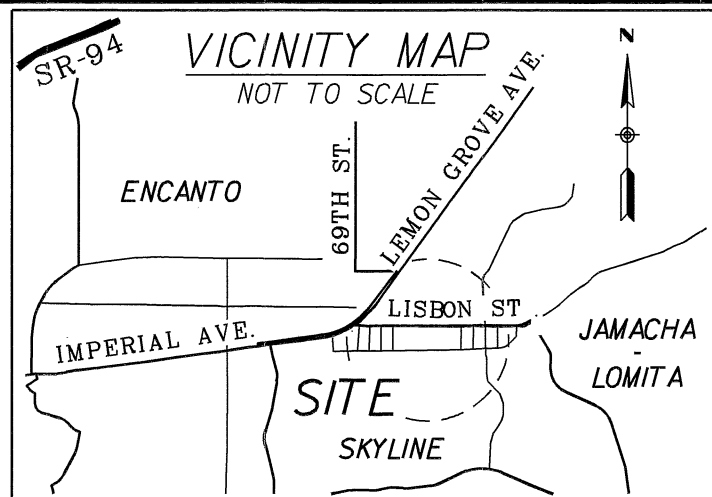 SR-94
VICINITY MAP
NOT TO SCALE
N
ENCANTO
69TH ST.
LEMON GROVE AVE.
LISBON ST
IMPERIAL AVE.
JAMACHA
-
LOMITA
SITE
SKYLINE